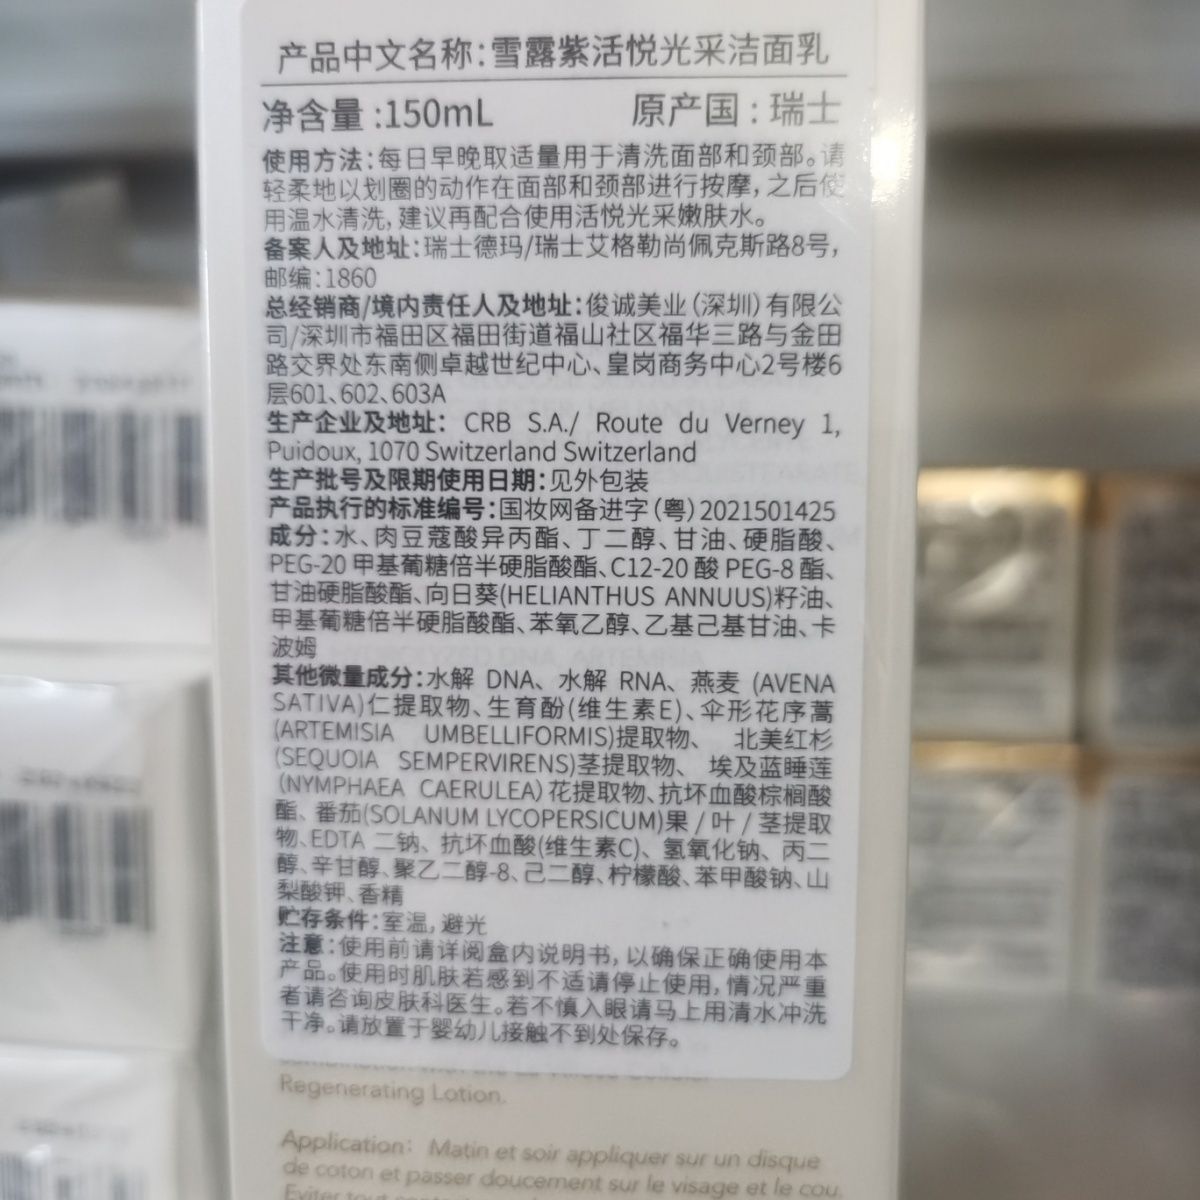 产品中文名称：雪露紫活悦光采洁面乳
净含量:150mL 原产国：瑞士
使用方法：每日早晚取适量用于清洗面部和颈部。请
轻柔地以划圈的动作在面部和颈部进行按摩，之后使
用温水清洗，建议再配合使用活悦光采嫩肤水。
备案人及地址：瑞士德玛/瑞士艾格勒尚佩克斯路8号，
邮编：1860
总经销商/境内责任人及地址：俊诚美业（深圳）有限公
司/深圳市福田区福田街道福山社区福华三路与金田
路交界处东南侧卓越世纪中心、皇岗商务中心2号楼6
层601、602、603A
生产企业及地址： CRB S.A./ Route du Verney 1,
Puidoux, 1070 Switzerland Switzerland
生产批号及限期使用日期：见外包装
产品执行的标准编号：国妆网备进字（粤）2021501425
成分：水、肉豆蔻酸异丙酯、丁二醇、甘油、硬脂酸、
PEG-20 甲基葡糖倍半硬脂酸酯、C12-20 酸 PEG-8 酯、
甘油硬脂酸酯、向日葵(HELIANTHUS ANNUUS)籽油、
甲基葡糖倍半硬脂酸酯、苯氧乙醇、乙基己基甘油、卡
波姆
其他微量成分：水解 DNA、水解 RNA、燕麦 (AVENA
SATIVA)仁提取物、生育酚(维生素E)、伞形花序蒿
(ARTEMISIA UMBELLIFORMIS)提取物、 北美红杉
(SEQUOIA SEMPERVIRENS)茎提取物、 埃及蓝睡莲
(NYMPHAEA CAERULEA) 花提取物、抗坏血酸棕榈酸
酯、番茄(SOLANUM LYCOPERSICUM)果 / 叶 / 茎提取
物、EDTA 二钠、抗坏血酸(维生素C)、氢氧化钠、丙二
醇、辛甘醇、聚乙二醇-8、己二醇、柠檬酸、苯甲酸钠、山
梨酸钾、香精
贮存条件：室温，避光
注意：使用前请详阅盒内说明书，以确保正确使用本
产品。使用时肌肤若感到不适请停止使用，情况严重
者请咨询皮肤科医生。若不慎入眼请马上用清水冲洗
干净。请放置于婴幼儿接触不到处保存。
Regenerating Lotion.
Application: Matin et soir appliquer sur un disque
de coton et passer doucement sur le visage et le cou.
Eviter tout